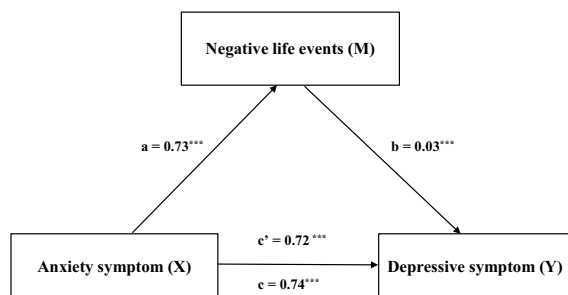 Negative life events (M)
a = 0.73***
b = 0.03***
c’ = 0.72 ***
Anxiety symptom (X)
Depressive symptom (Y)
c = 0.74***